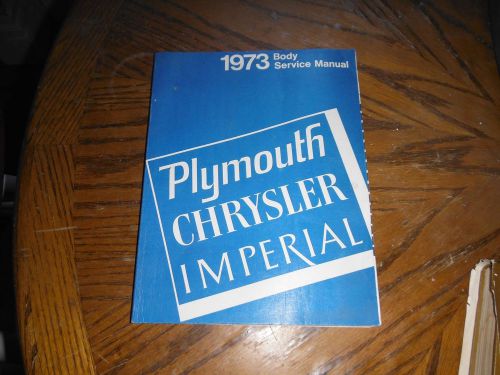 1973 Body
Service Manual
Plymouth
CHRYSLER
IMPERIAL